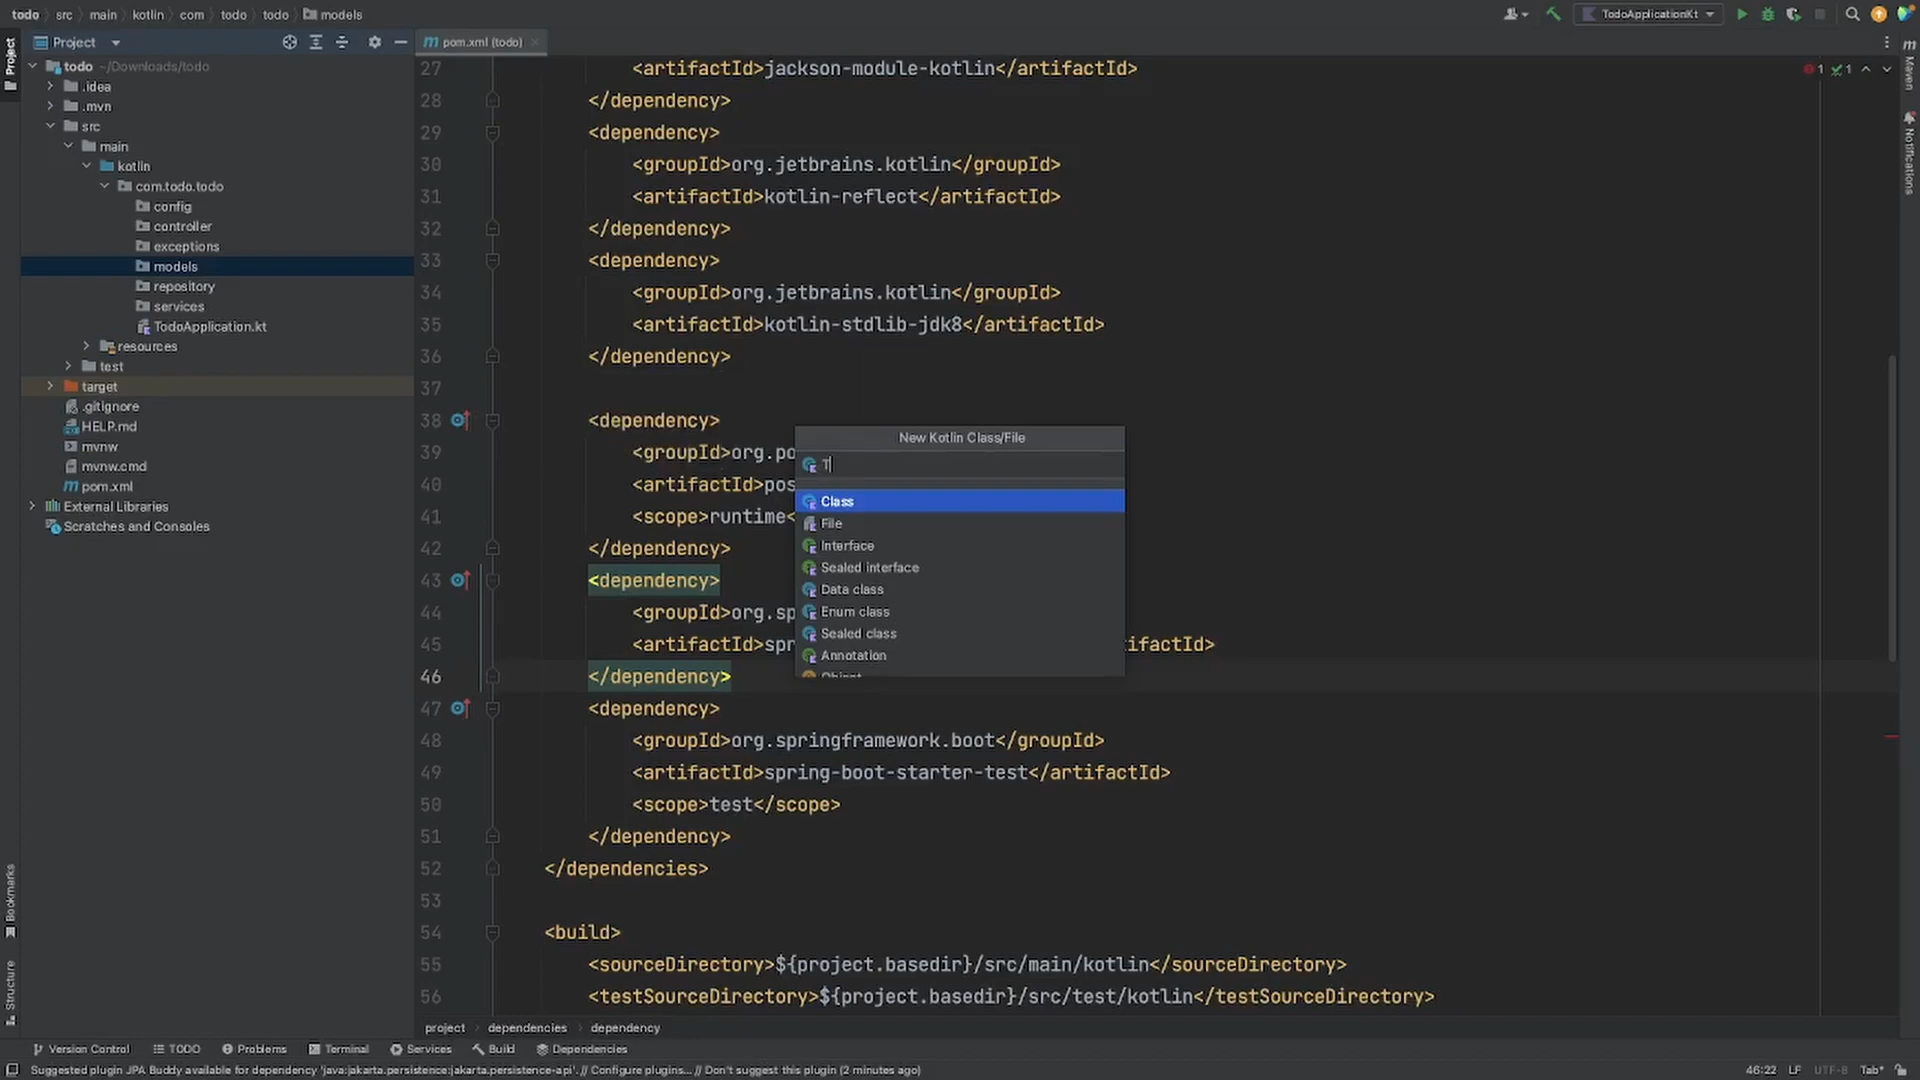 todo 〉 src 〉 main 〉 kotlin 〉 com 〉 todo 〉 todo 〉 models
TodoApplicationKt
Project
pom.xml (todo)
Project
todo ~/Downloads/todo
.idea
.mvn
src
main
kotlin
com.todo.todo
config
controller
exceptions
models
repository
services
TodoApplication.kt
resources
test
target
.gitignore
HELP.md
mvnw
mvnw.cmd
pom.xml
External Libraries
Scratches and Consoles
Bookmarks
Structure
27 <artifactId>jackson-module-kotlin</artifactId>
28 </dependency>
29 <dependency>
30 <groupId>org.jetbrains.kotlin</groupId>
31 <artifactId>kotlin-reflect</artifactId>
32 </dependency>
33 <dependency>
34 <groupId>org.jetbrains.kotlin</groupId>
35 <artifactId>kotlin-stdlib-jdk8</artifactId>
36 </dependency>
37
38 <dependency>
39 <groupId>org.po
40 <artifactId>pos
41 <scope>runtime<
42 </dependency>
43 <dependency>
44 <groupId>org.sp
45 <artifactId>spr tifactId>
46 </dependency>
47 <dependency>
48 <groupId>org.springframework.boot</groupId>
49 <artifactId>spring-boot-starter-test</artifactId>
50 <scope>test</scope>
51 </dependency>
52 </dependencies>
53
54 <build>
55 <sourceDirectory>${project.basedir}/src/main/kotlin</sourceDirectory>
56 <testSourceDirectory>${project.basedir}/src/test/kotlin</testSourceDirectory>
New Kotlin Class/File
T
Class
File
Interface
Sealed interface
Data class
Enum class
Sealed class
Annotation
Object
1 1
Maven
Notifications
project 〉 dependencies 〉 dependency
Version Control TODO Problems Terminal Services Build Dependencies
Suggested plugin JPA Buddy available for dependency 'java:jakarta.persistence:jakarta.persistence-api'. // Configure plugins... // Don't suggest this plugin (2 minutes ago)
46:22 LF UTF-8 Tab*